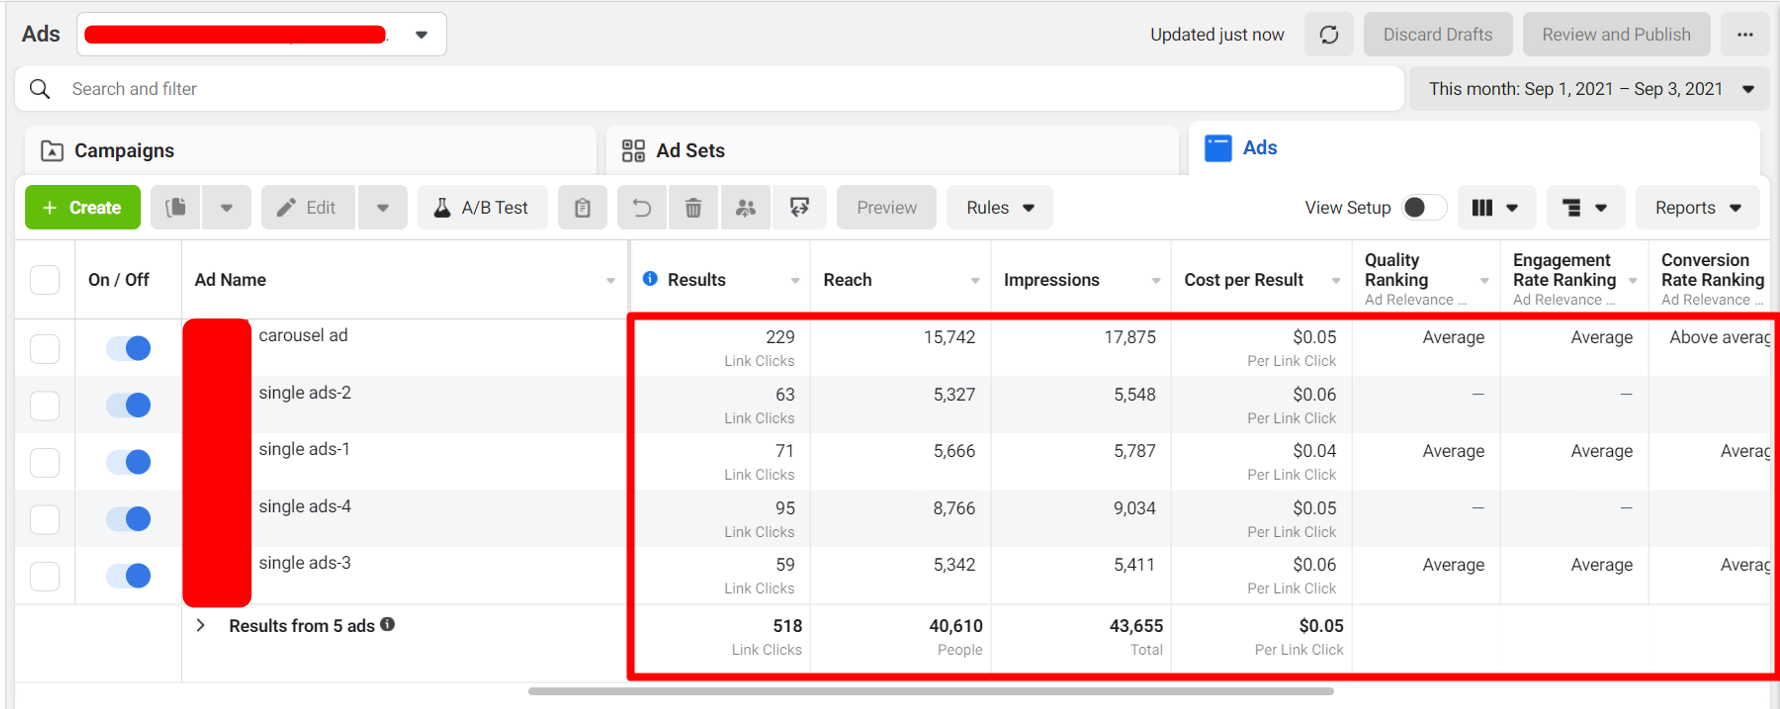 Ads
Updated just now
Discard Drafts
Review and Publish
Search and filter
This month: Sep 1, 2021 – Sep 3, 2021
Campaigns
Ad Sets
Ads
+ Create
Edit
A/B Test
Preview
Rules
View Setup
Reports
On / Off
Ad Name
Results
Reach
Impressions
Cost per Result
Quality Ranking
Ad Relevance ...
Engagement Rate Ranking
Ad Relevance ...
Conversion Rate Ranking
Ad Relevance ...
carousel ad 229 15,742 17,875 $0.05 Average Average Above averag
Link Clicks Per Link Click
single ads-2 63 5,327 5,548 $0.06 — —
Link Clicks Per Link Click
single ads-1 71 5,666 5,787 $0.04 Average Average Averag
Link Clicks Per Link Click
single ads-4 95 8,766 9,034 $0.05 — —
Link Clicks Per Link Click
single ads-3 59 5,342 5,411 $0.06 Average Average Averag
Link Clicks Per Link Click
Results from 5 ads 518 40,610 43,655 $0.05
Link Clicks People Total Per Link Click